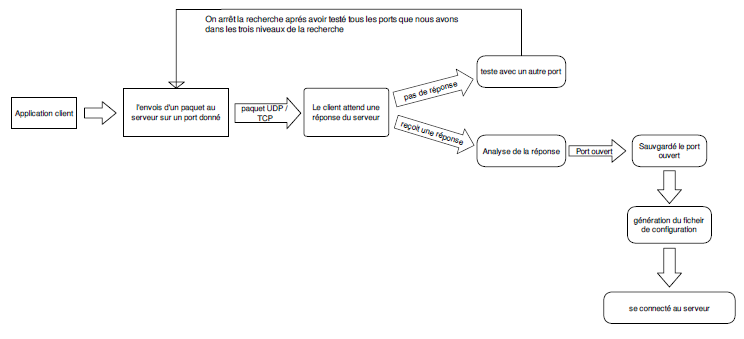 On arrêt la recherche aprés avoir testé tous les ports que nous avons
dans les trois niveaux de la recherche
Application client
l'envois d'un paquet au
serveur sur un port donné
paquet UDP /
TCP
Le client attend une
réponse du serveur
pas de réponse
teste avec un autre port
reçoit une réponse
Analyse de la réponse
Port ouvert
Sauvgardé le port
ouvert
génération du ficheir
de configuration
se connecté au serveur